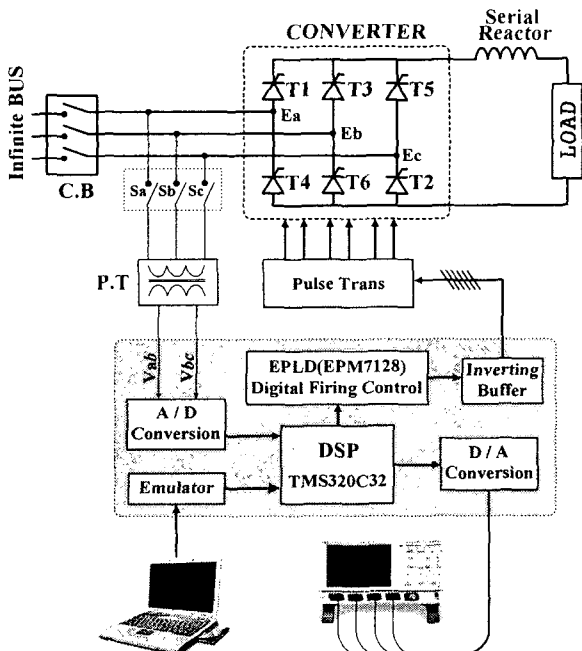 CONVERTER
Serial
Reactor
Infinite BUS
T1
T3
T5
Ea
Eb
Ec
LOAD
C.B
Sa
Sb
Sc
T4
T6
T2
P.T
Pulse Trans
Vab
Vbc
EPLD(EPM7128)
Digital Firing Control
Inverting
Buffer
A / D
Conversion
DSP
TMS320C32
D / A
Conversion
Emulator